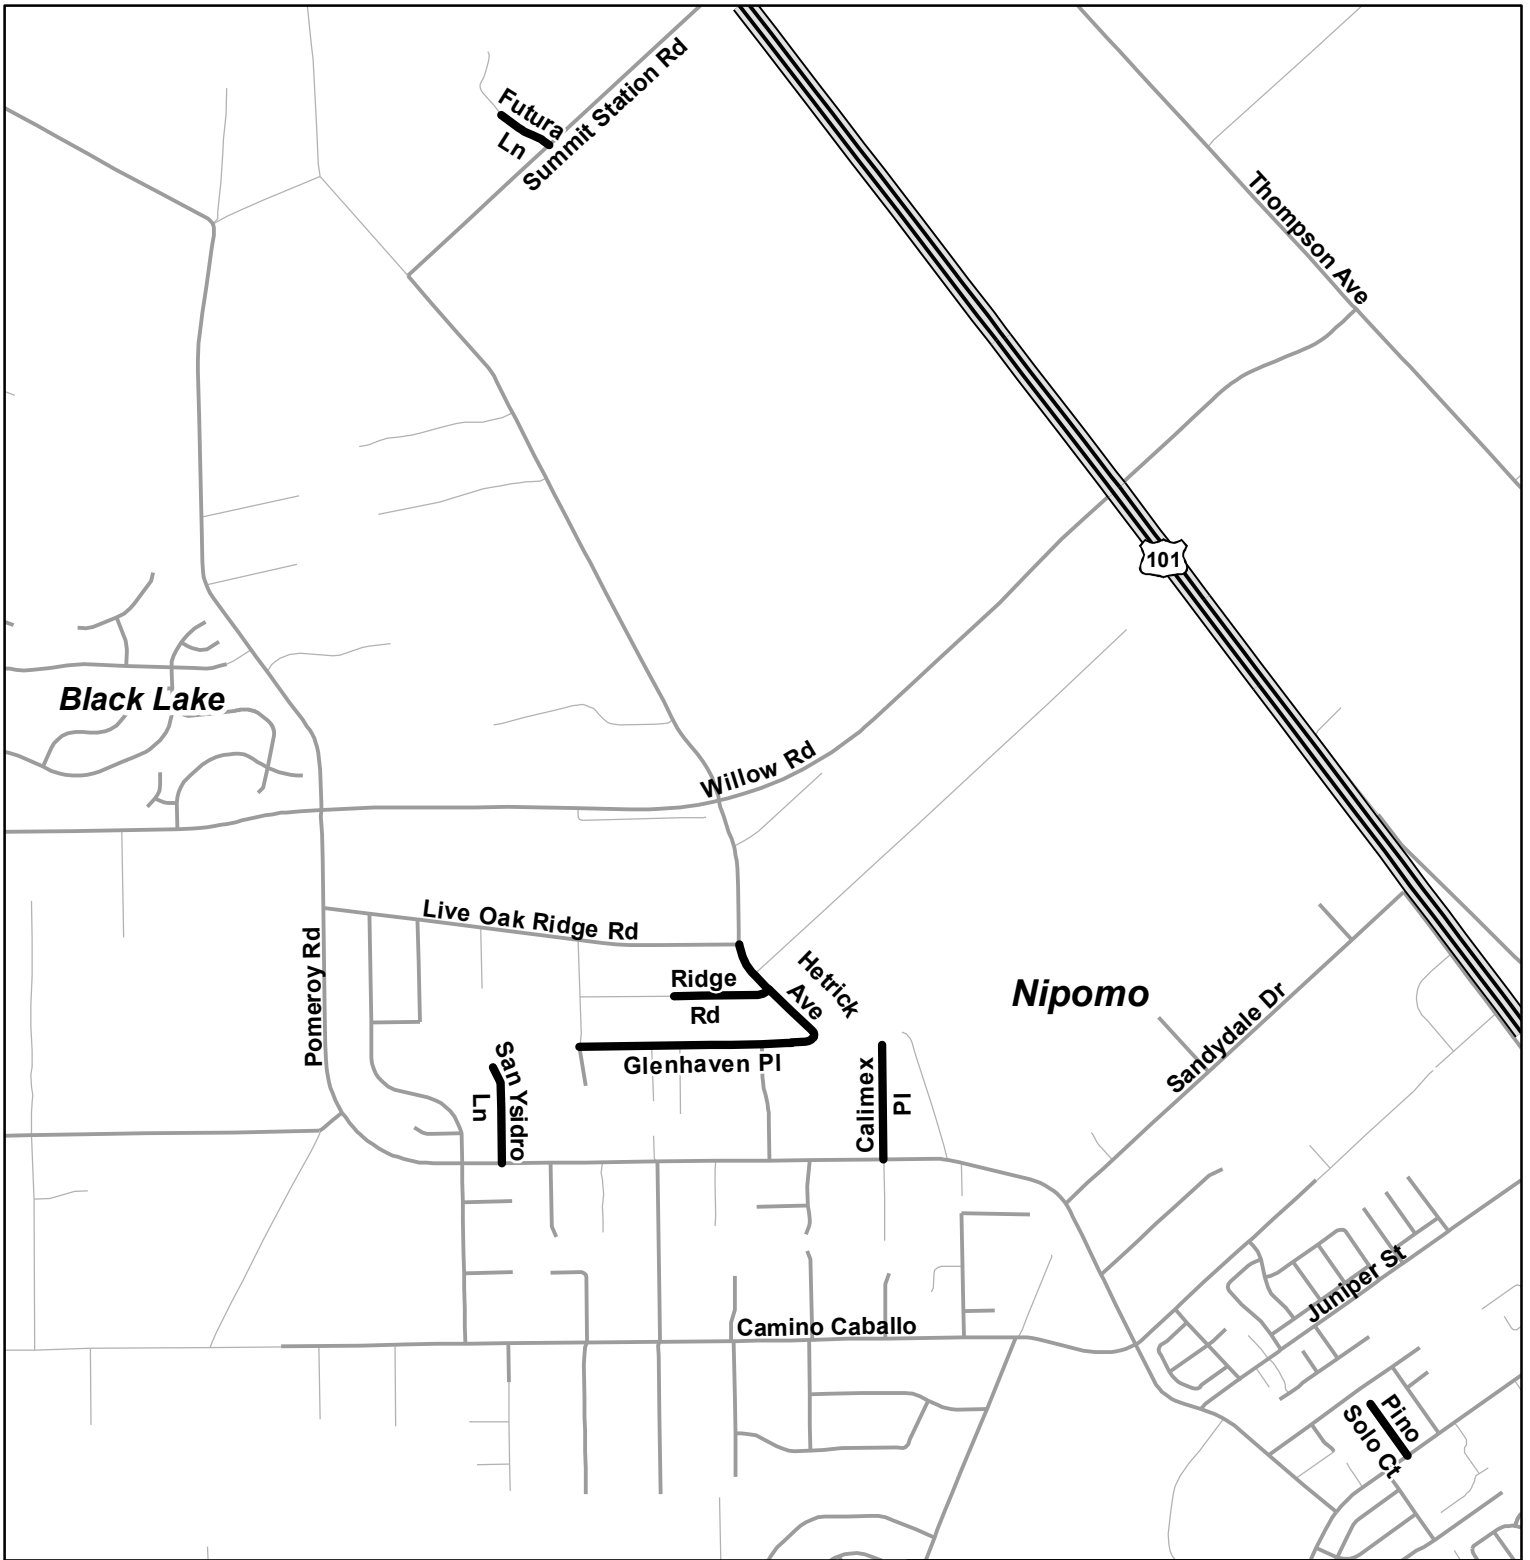 Summit Station Rd
Futura
Ln
Thompson Ave
101
Black Lake
Willow Rd
Live Oak Ridge Rd
Pomeroy Rd
Ridge
Rd
Hetrick
Ave
Nipomo
Glenhaven Pl
San Ysidro
Ln
Calimex
Pl
Sandydale Dr
Juniper St
Camino Caballo
Pino
Solo Ct